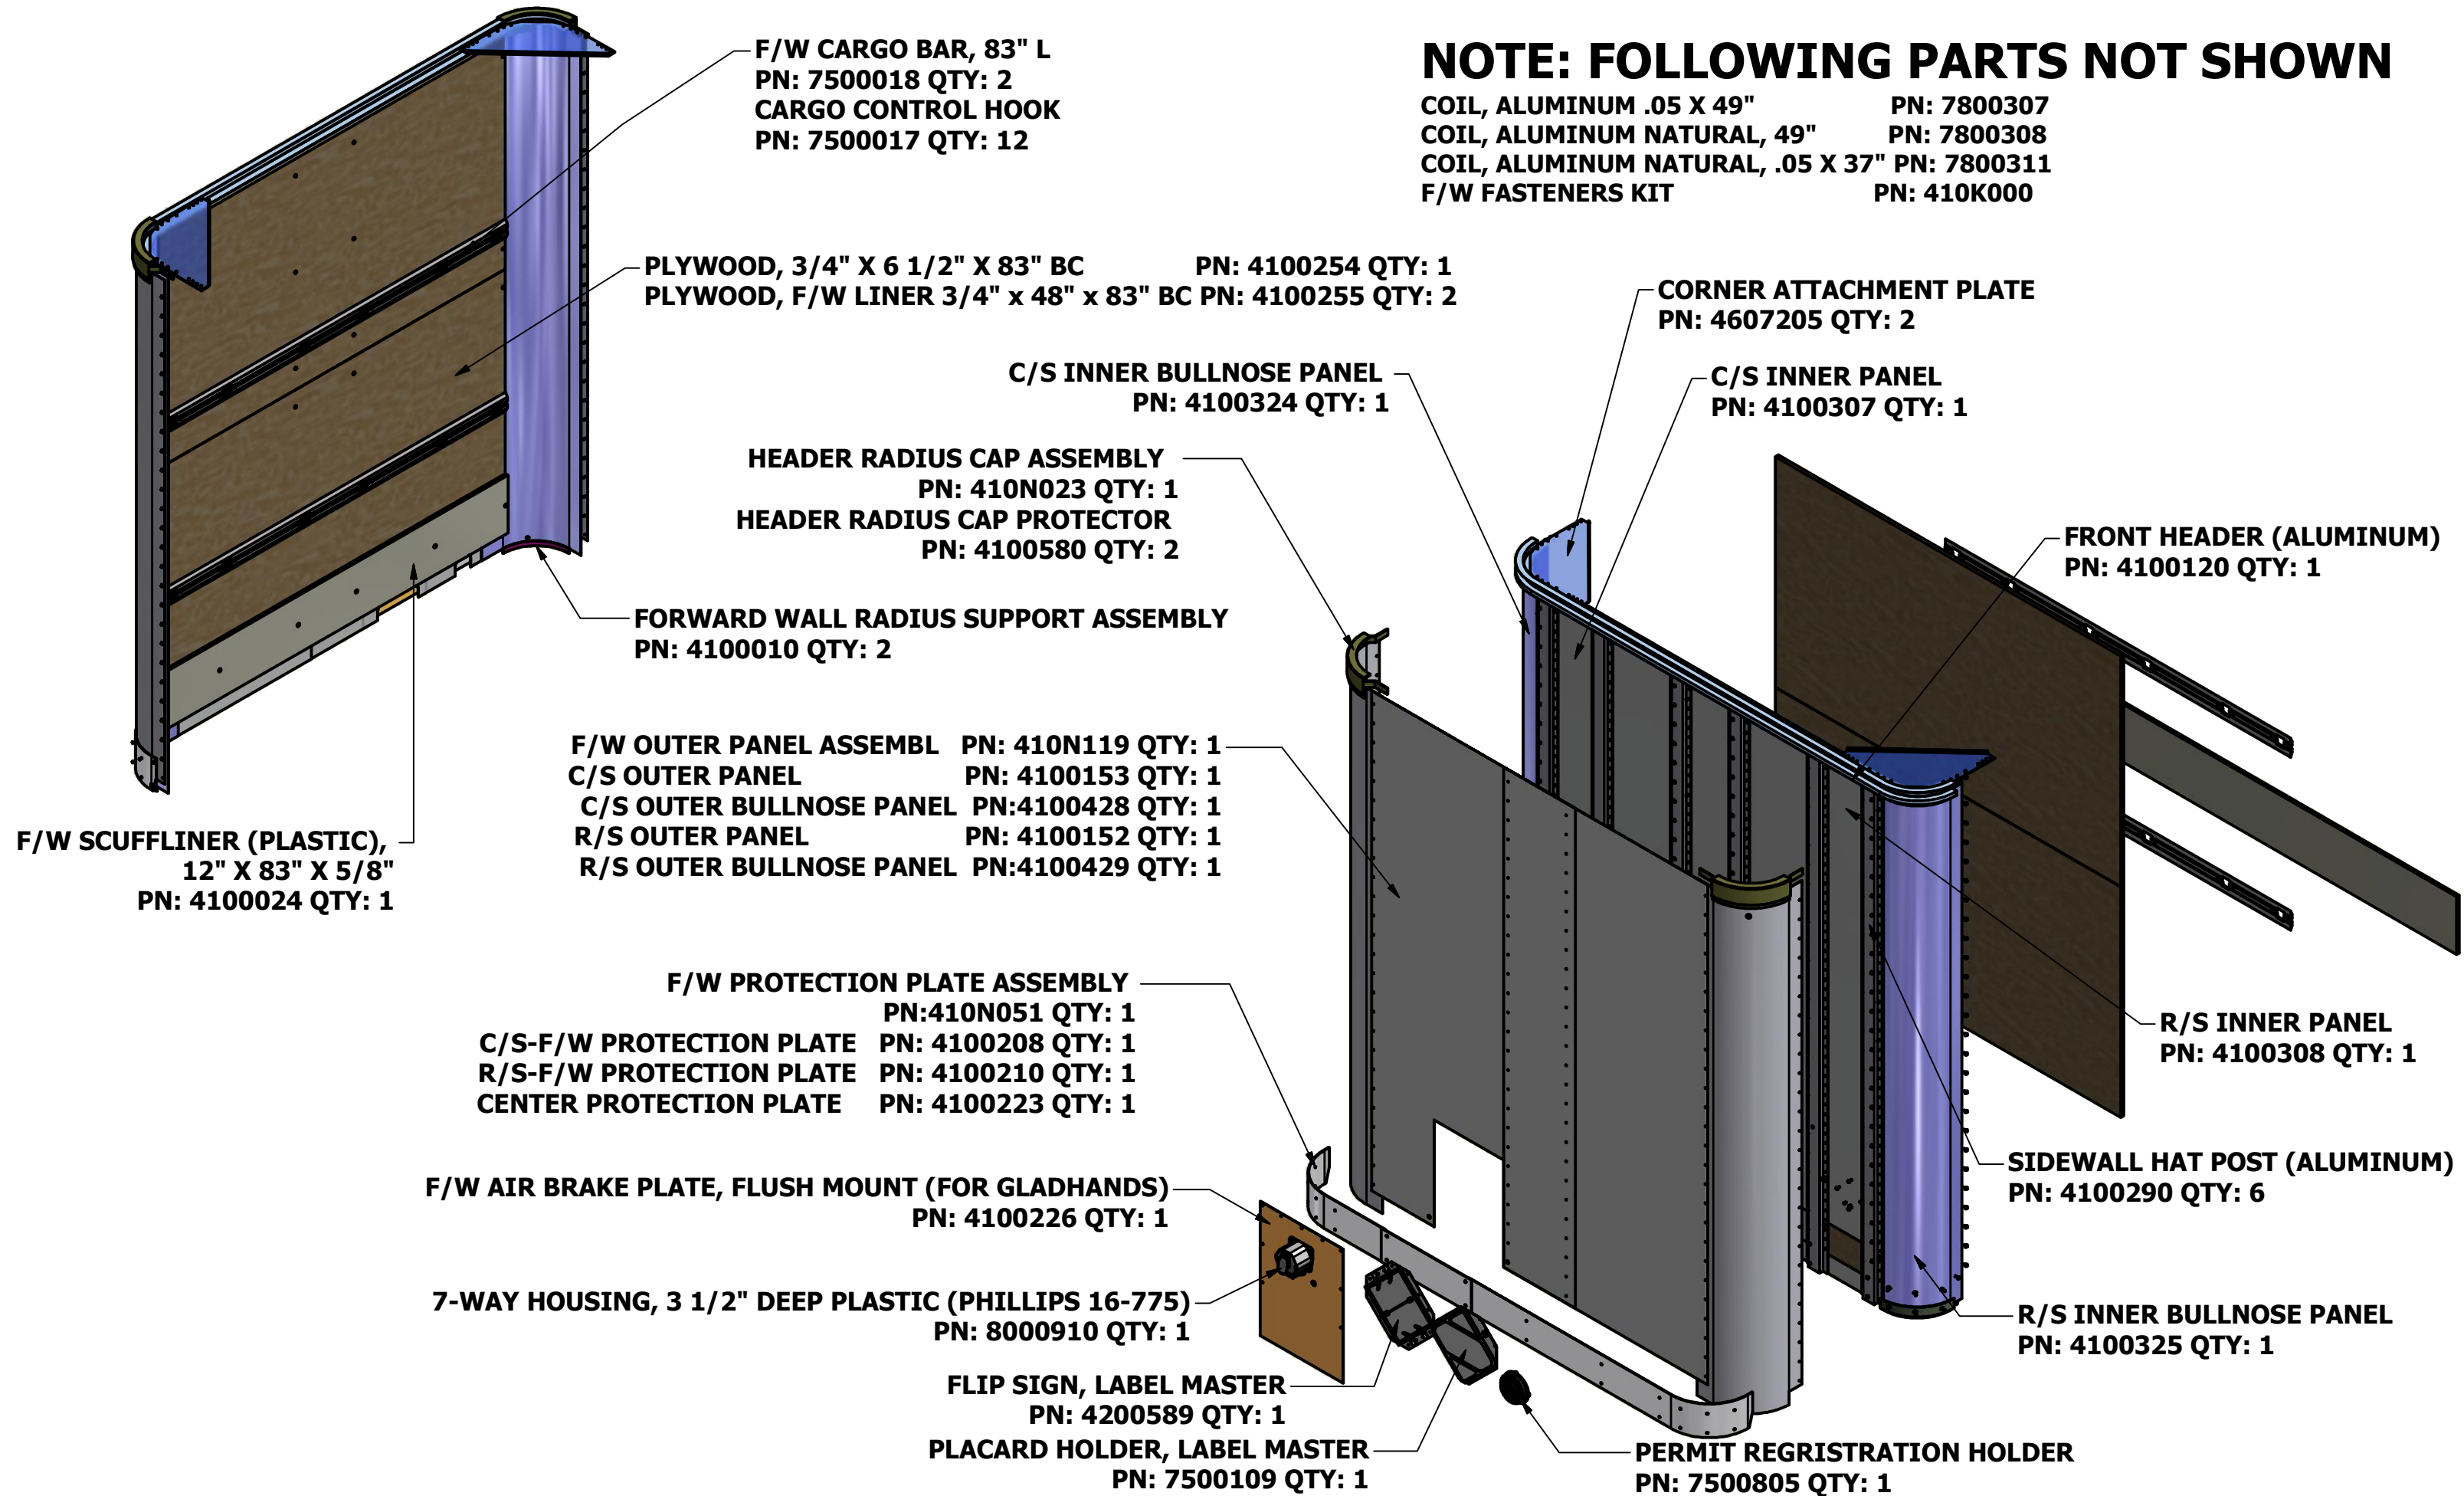 F/W CARGO BAR, 83" L
PN: 7500018 QTY: 2
CARGO CONTROL HOOK
PN: 7500017 QTY: 12
NOTE: FOLLOWING PARTS NOT SHOWN
COIL, ALUMINUM .05 X 49" PN: 7800307
COIL, ALUMINUM NATURAL, 49" PN: 7800308
COIL, ALUMINUM NATURAL, .05 X 37" PN: 7800311
F/W FASTENERS KIT PN: 410K000
PLYWOOD, 3/4" X 6 1/2" X 83" BC PN: 4100254 QTY: 1
PLYWOOD, F/W LINER 3/4" x 48" x 83" BC PN: 4100255 QTY: 2
CORNER ATTACHMENT PLATE
PN: 4607205 QTY: 2
C/S INNER BULLNOSE PANEL
PN: 4100324 QTY: 1
C/S INNER PANEL
PN: 4100307 QTY: 1
HEADER RADIUS CAP ASSEMBLY
PN: 410N023 QTY: 1
HEADER RADIUS CAP PROTECTOR
PN: 4100580 QTY: 2
FRONT HEADER (ALUMINUM)
PN: 4100120 QTY: 1
FORWARD WALL RADIUS SUPPORT ASSEMBLY
PN: 4100010 QTY: 2
F/W OUTER PANEL ASSEMBL PN: 410N119 QTY: 1
C/S OUTER PANEL PN: 4100153 QTY: 1
C/S OUTER BULLNOSE PANEL PN:4100428 QTY: 1
R/S OUTER PANEL PN: 4100152 QTY: 1
R/S OUTER BULLNOSE PANEL PN:4100429 QTY: 1
F/W SCUFFLINER (PLASTIC),
12" X 83" X 5/8"
PN: 4100024 QTY: 1
F/W PROTECTION PLATE ASSEMBLY
PN:410N051 QTY: 1
C/S-F/W PROTECTION PLATE PN: 4100208 QTY: 1
R/S-F/W PROTECTION PLATE PN: 4100210 QTY: 1
CENTER PROTECTION PLATE PN: 4100223 QTY: 1
R/S INNER PANEL
PN: 4100308 QTY: 1
SIDEWALL HAT POST (ALUMINUM)
PN: 4100290 QTY: 6
F/W AIR BRAKE PLATE, FLUSH MOUNT (FOR GLADHANDS)
PN: 4100226 QTY: 1
7-WAY HOUSING, 3 1/2" DEEP PLASTIC (PHILLIPS 16-775)
PN: 8000910 QTY: 1
R/S INNER BULLNOSE PANEL
PN: 4100325 QTY: 1
FLIP SIGN, LABEL MASTER
PN: 4200589 QTY: 1
PLACARD HOLDER, LABEL MASTER
PN: 7500109 QTY: 1
PERMIT REGRISTRATION HOLDER
PN: 7500805 QTY: 1